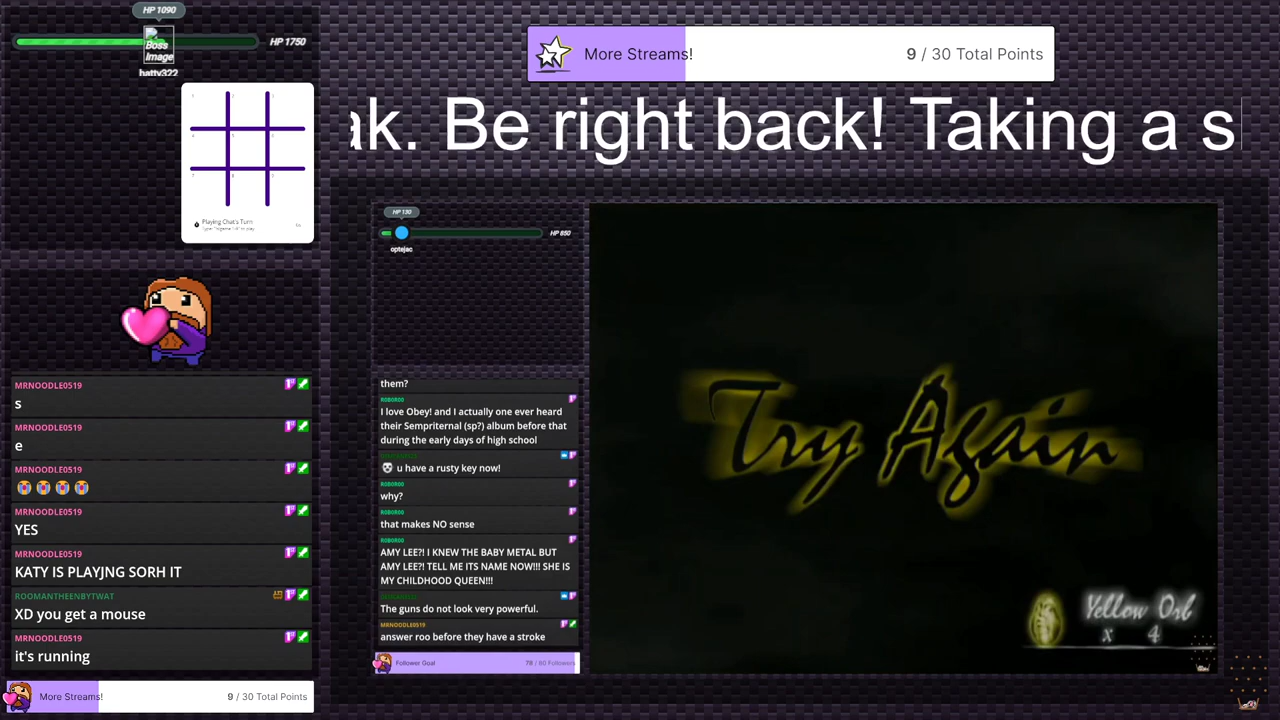 HP 1090
HP 1750
Boss
Image
hatty322
More Streams!
9 / 30 Total Points
ak. Be right back! Taking a s
Playing Chat's Turn
HP 130
HP 850
optejac
MRNOODLE0519
s
MRNOODLE0519
e
MRNOODLE0519
😭 😭 😭 😭
MRNOODLE0519
YES
MRNOODLE0519
KATY IS PLAYJNG SORH IT
ROOMANTHEENBYTWAT
XD you get a mouse
MRNOODLE0519
it's running
More Streams!
9 / 30 Total Points
them?
ROBOROO
I love Obey! and I actually one ever heard
their Sempriternal (sp?) album before that
during the early days of high school
💀 u have a rusty key now!
ROBOROO
why?
ROBOROO
that makes NO sense
ROBOROO
AMY LEE?! I KNEW THE BABY METAL BUT
AMY LEE?! TELL ME ITS NAME NOW!!! SHE IS
MY CHILDHOOD QUEEN!!!
The guns do not look very powerful.
MRNOODLE0519
answer roo before they have a stroke
Follower Goal
78 / 80 Followers
Try Again
Yellow Orb
x 4